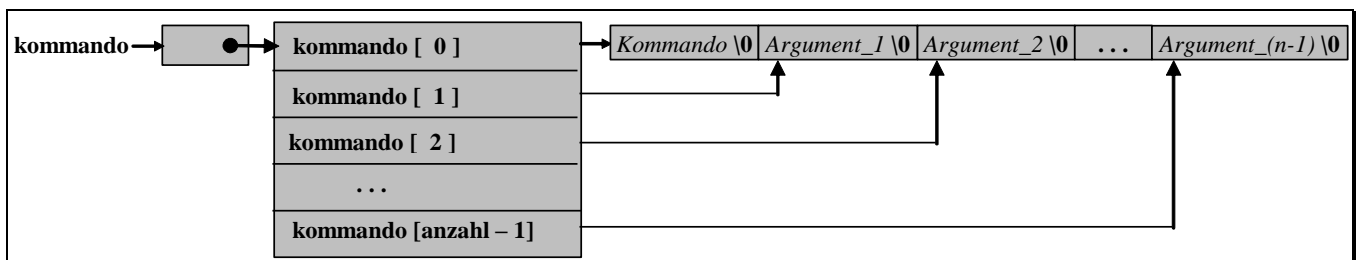 kommando kommando [ 0 ] Kommando \0 Argument_1 \0 Argument_2 \0 . . . Argument_(n-1) \0
kommando [ 1 ]
kommando [ 2 ]
. . .
kommando [anzahl – 1]